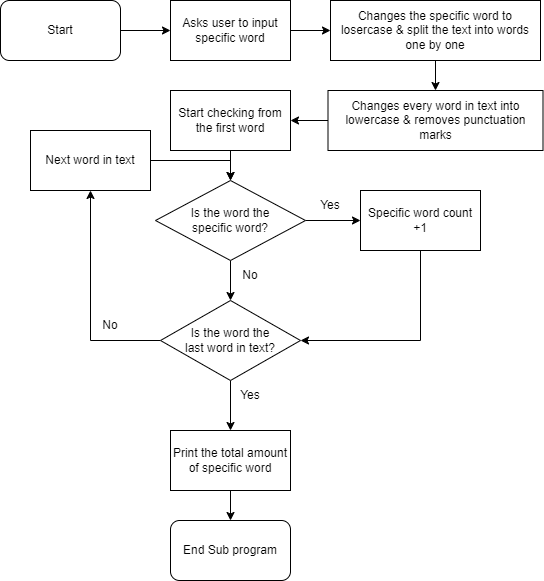 Start
Asks user to input
specific word
Changes the specific word to
losercase & split the text into words
one by one
Changes every word in text into
lowercase & removes punctuation
marks
Start checking from
the first word
Next word in text
Is the word the
specific word?
Yes
Specific word count
+1
No
Is the word the
last word in text?
No
Yes
Print the total amount
of specific word
End Sub program